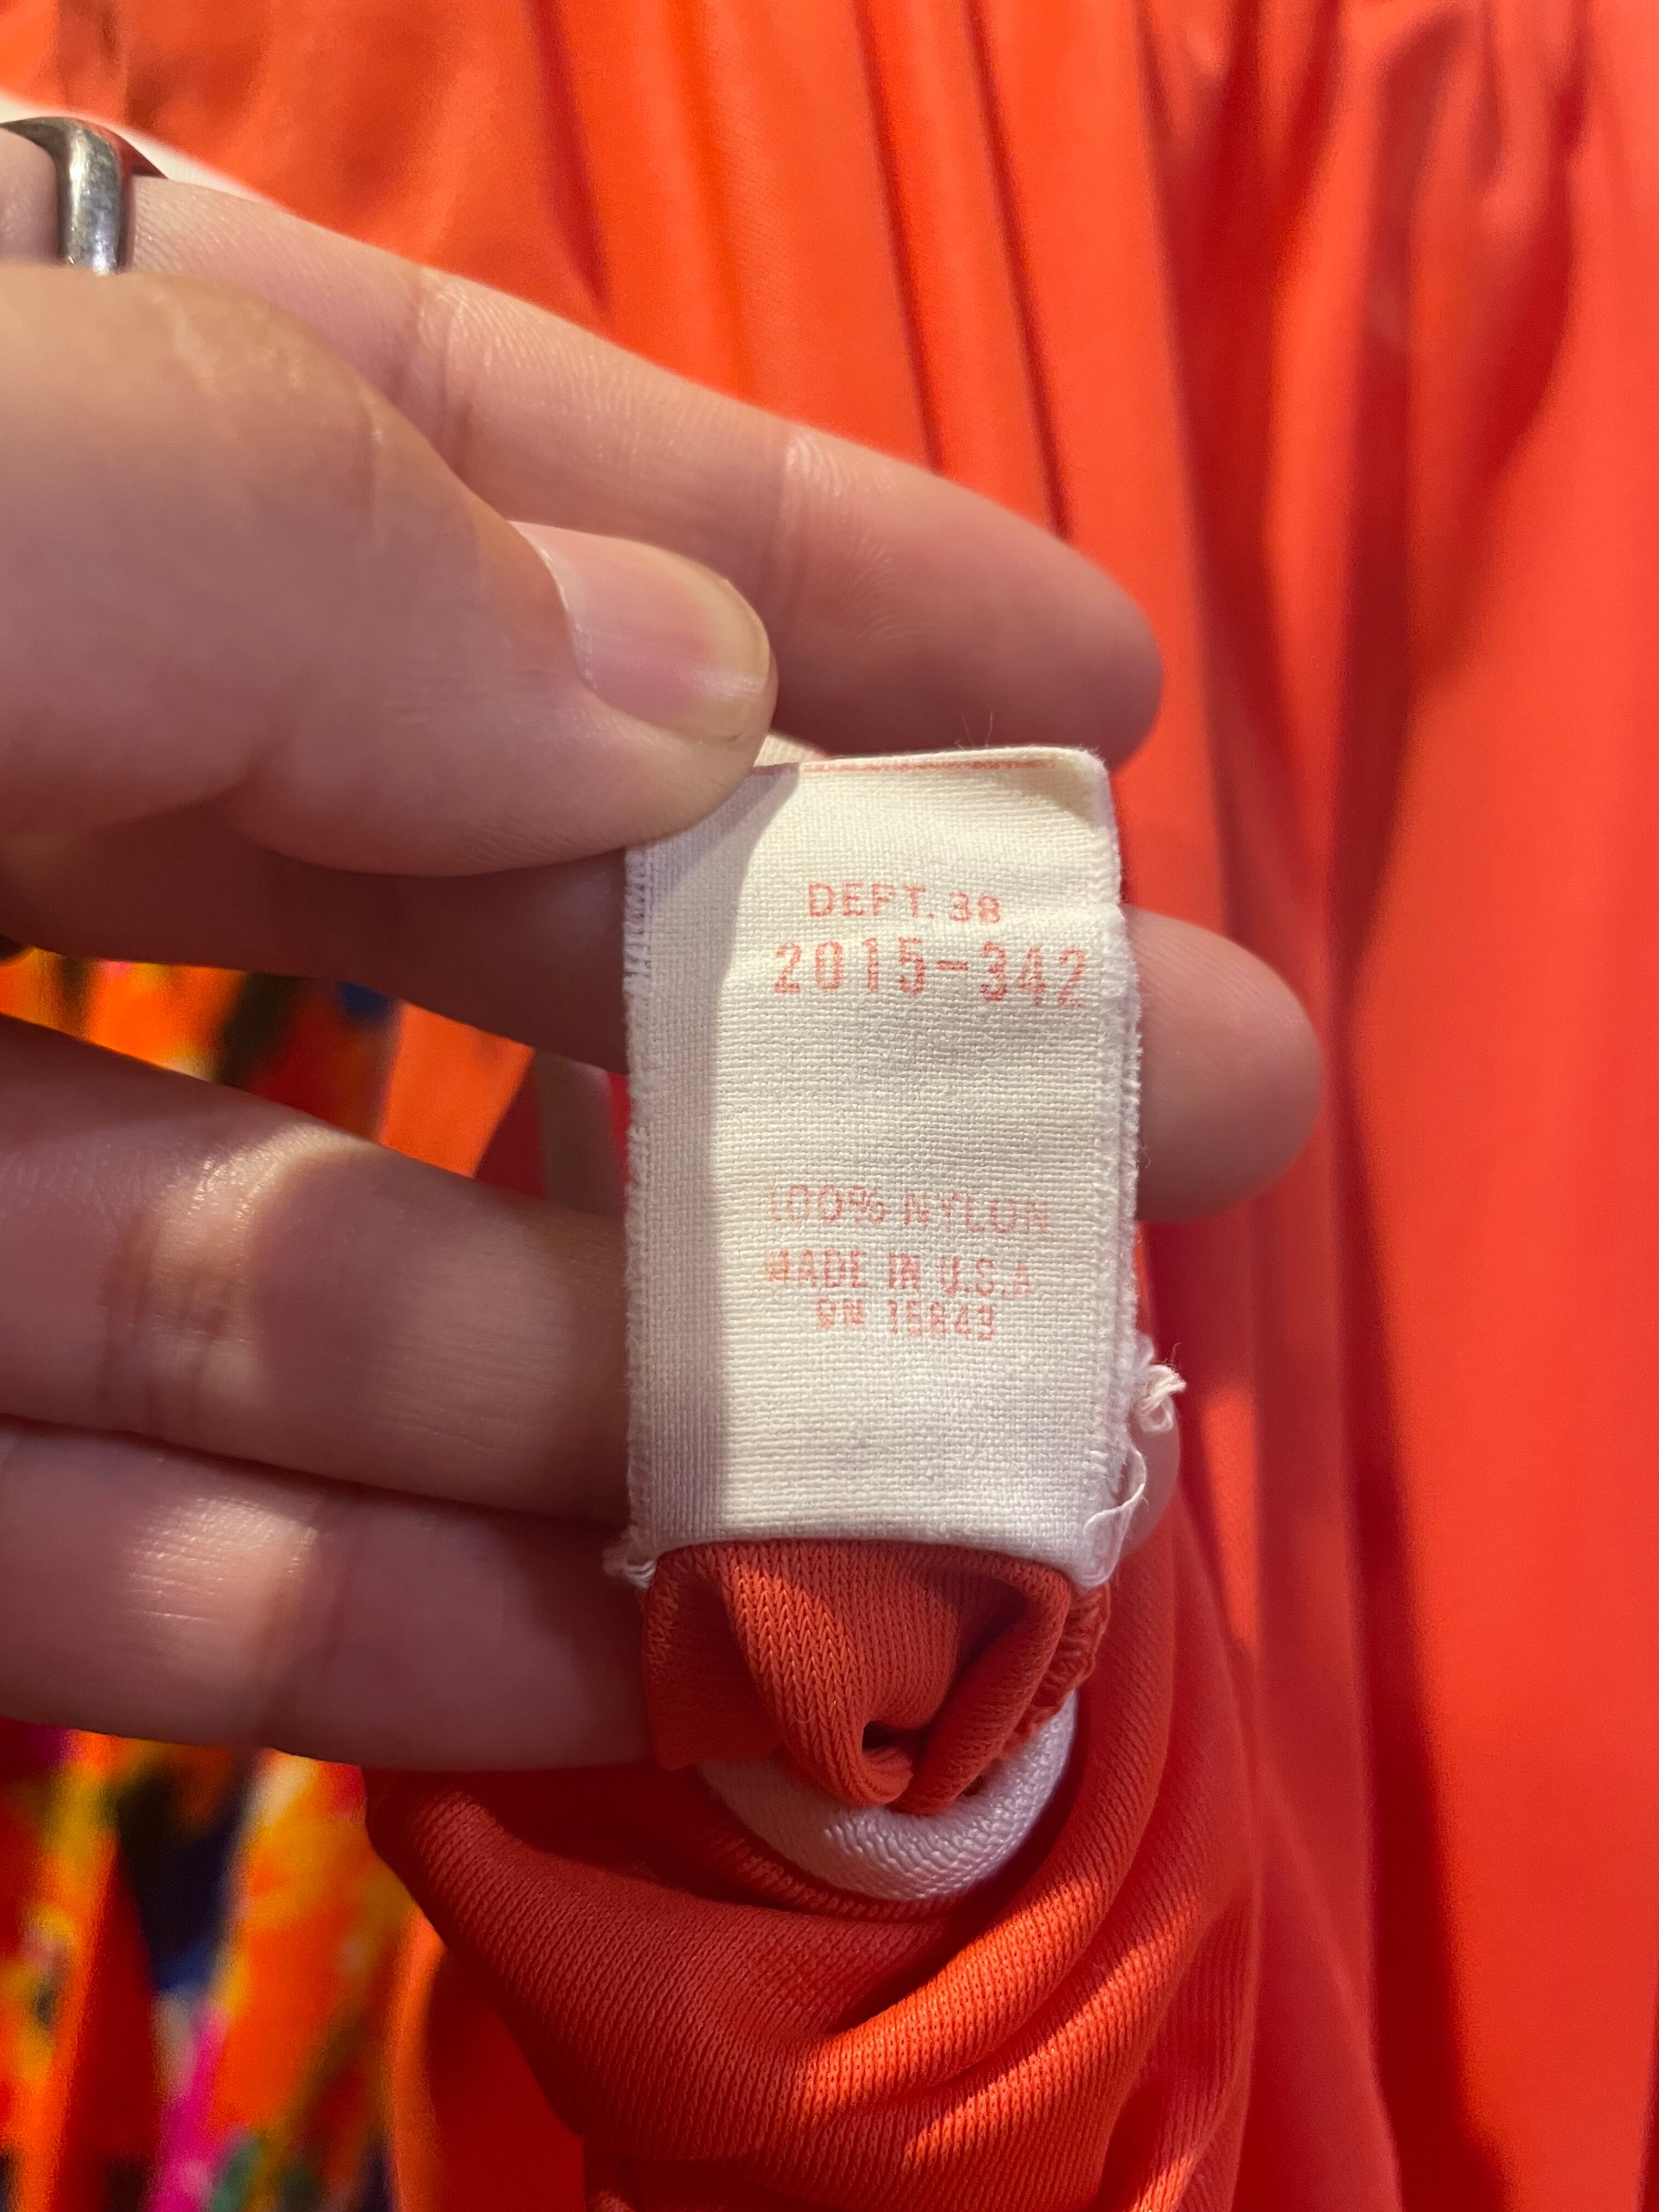 DEPT. 38
2015-342
100% NYLON
MADE IN U.S.A
RN 15843